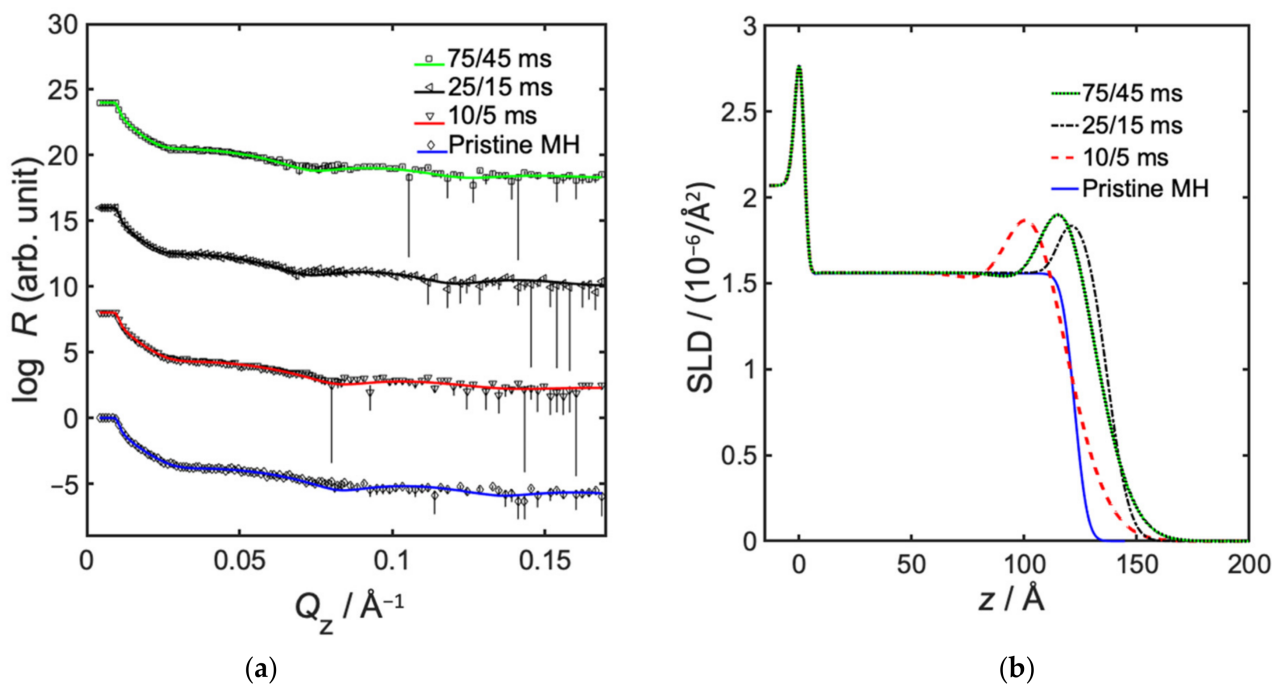 30
25
20
15
10
5
0
−5
log R (arb. unit)
75/45 ms
25/15 ms
10/5 ms
Pristine MH
0
0.05
0.1
0.15
Qz / Å−1
(a)
3
2.5
2
1.5
1
0.5
0
SLD / (10−6/Å2)
75/45 ms
25/15 ms
10/5 ms
Pristine MH
0
50
100
150
200
z / Å
(b)